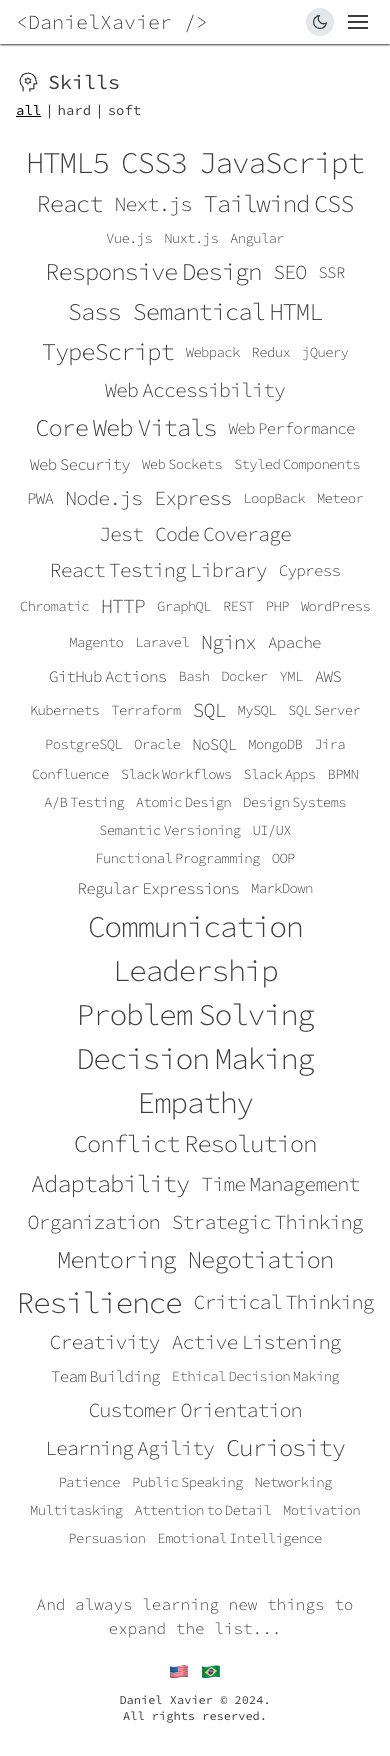 <DanielXavier />
Skills
all | hard | soft
HTML5 CSS3 JavaScript
React Next.js Tailwind CSS
Vue.js Nuxt.js Angular
Responsive Design SEO SSR
Sass Semantical HTML
TypeScript Webpack Redux jQuery
Web Accessibility
Core Web Vitals Web Performance
Web Security Web Sockets Styled Components
PWA Node.js Express LoopBack Meteor
Jest Code Coverage
React Testing Library Cypress
Chromatic HTTP GraphQL REST PHP WordPress
Magento Laravel Nginx Apache
GitHub Actions Bash Docker YML AWS
Kubernets Terraform SQL MySQL SQL Server
PostgreSQL Oracle NoSQL MongoDB Jira
Confluence Slack Workflows Slack Apps BPMN
A/B Testing Atomic Design Design Systems
Semantic Versioning UI/UX
Functional Programming OOP
Regular Expressions MarkDown
Communication
Leadership
Problem Solving
Decision Making
Empathy
Conflict Resolution
Adaptability Time Management
Organization Strategic Thinking
Mentoring Negotiation
Resilience Critical Thinking
Creativity Active Listening
Team Building Ethical Decision Making
Customer Orientation
Learning Agility Curiosity
Patience Public Speaking Networking
Multitasking Attention to Detail Motivation
Persuasion Emotional Intelligence
And always learning new things to
expand the list...
Daniel Xavier © 2024.
All rights reserved.